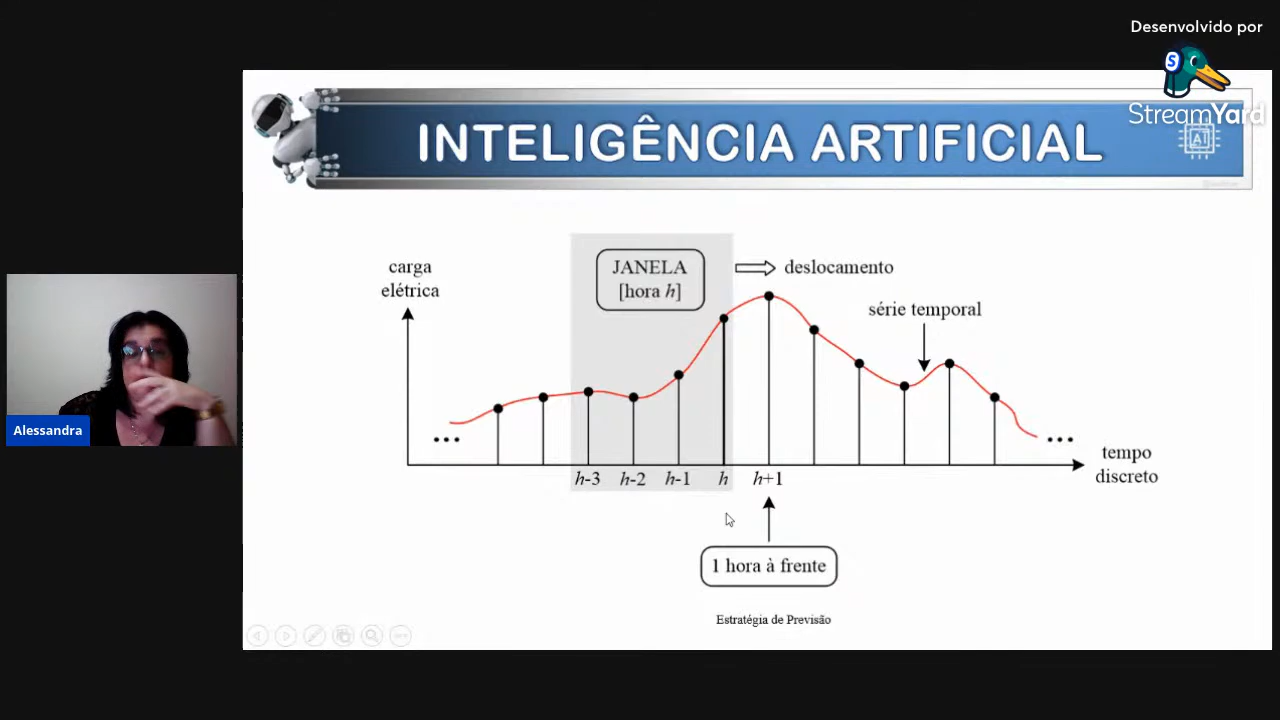 Desenvolvido por
StreamYard
INTELIGÊNCIA ARTIFICIAL
AI
carga
elétrica
JANELA
[hora h]
deslocamento
série temporal
...
...
tempo
discreto
h-3
h-2
h-1
h
h+1
1 hora à frente
Estratégia de Previsão
Alessandra